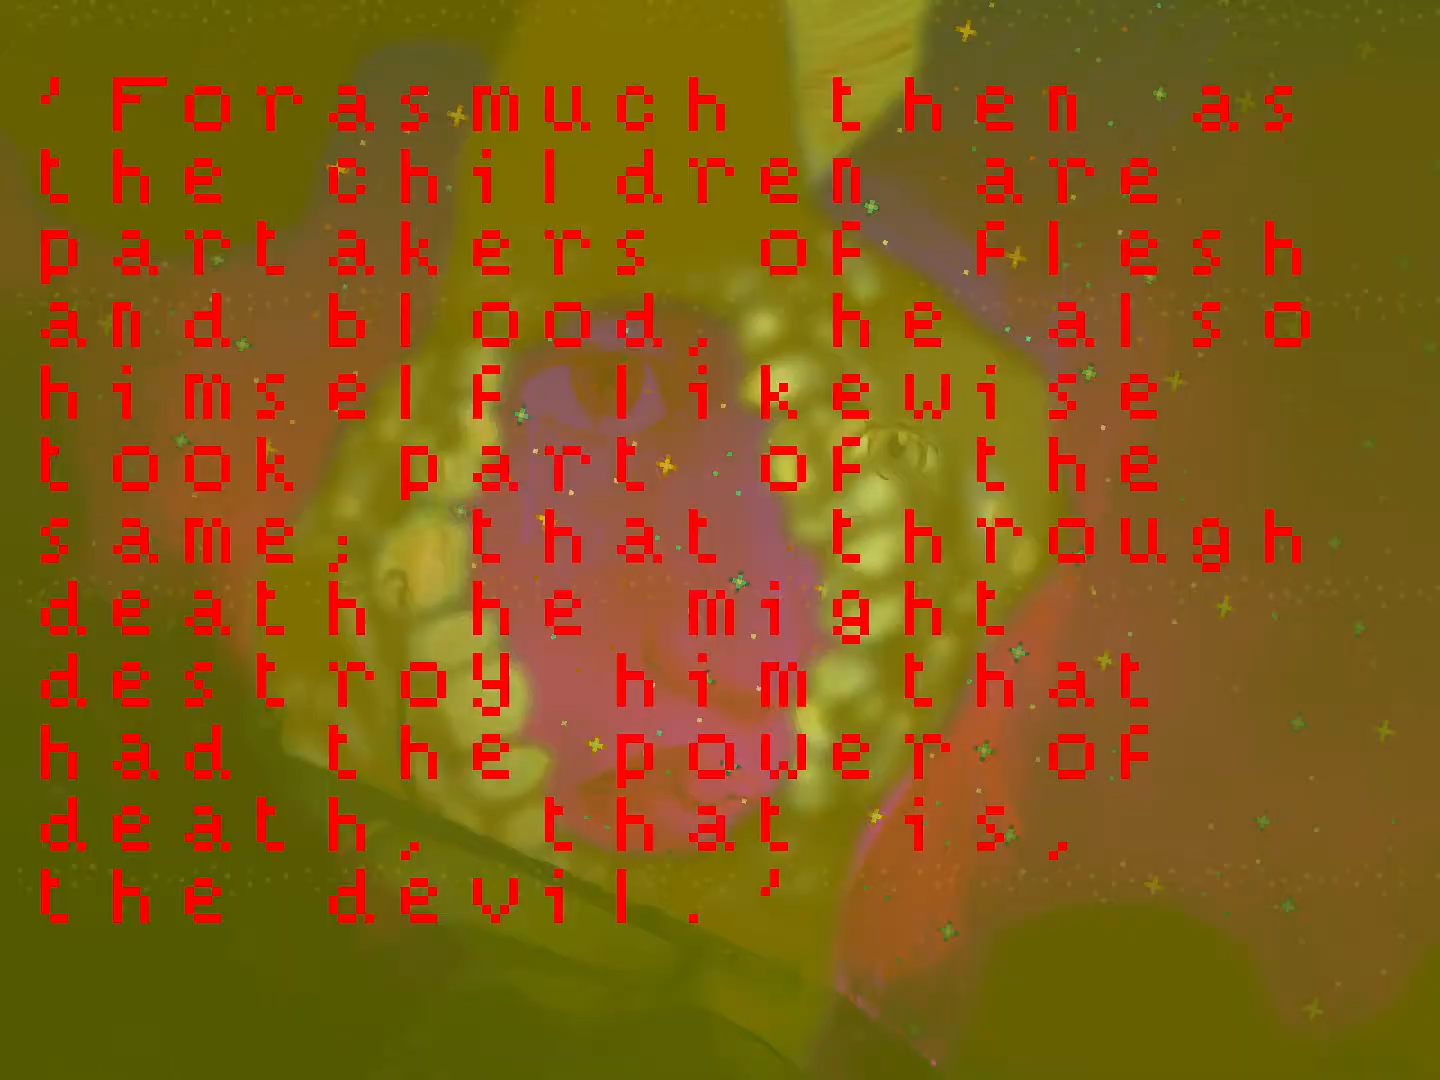 'Forasmuch then as
the children are
partakers of flesh
and blood, he also
himself likewise
took part of the
same; that through
death he might
destroy him that
had the power of
death, that is,
the devil.'